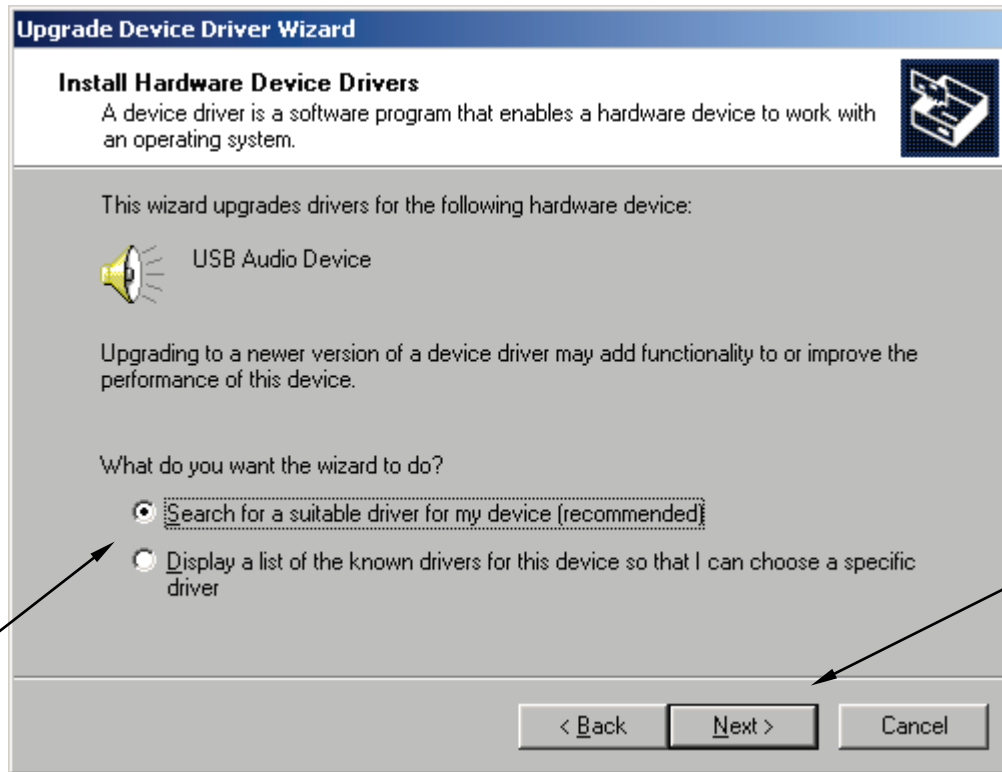 Upgrade Device Driver Wizard
Install Hardware Device Drivers
A device driver is a software program that enables a hardware device to work with
an operating system.
This wizard upgrades drivers for the following hardware device:
USB Audio Device
Upgrading to a newer version of a device driver may add functionality to or improve the
performance of this device.
What do you want the wizard to do?
Search for a suitable driver for my device (recommended)
Display a list of the known drivers for this device so that I can choose a specific
driver
< Back Next > Cancel